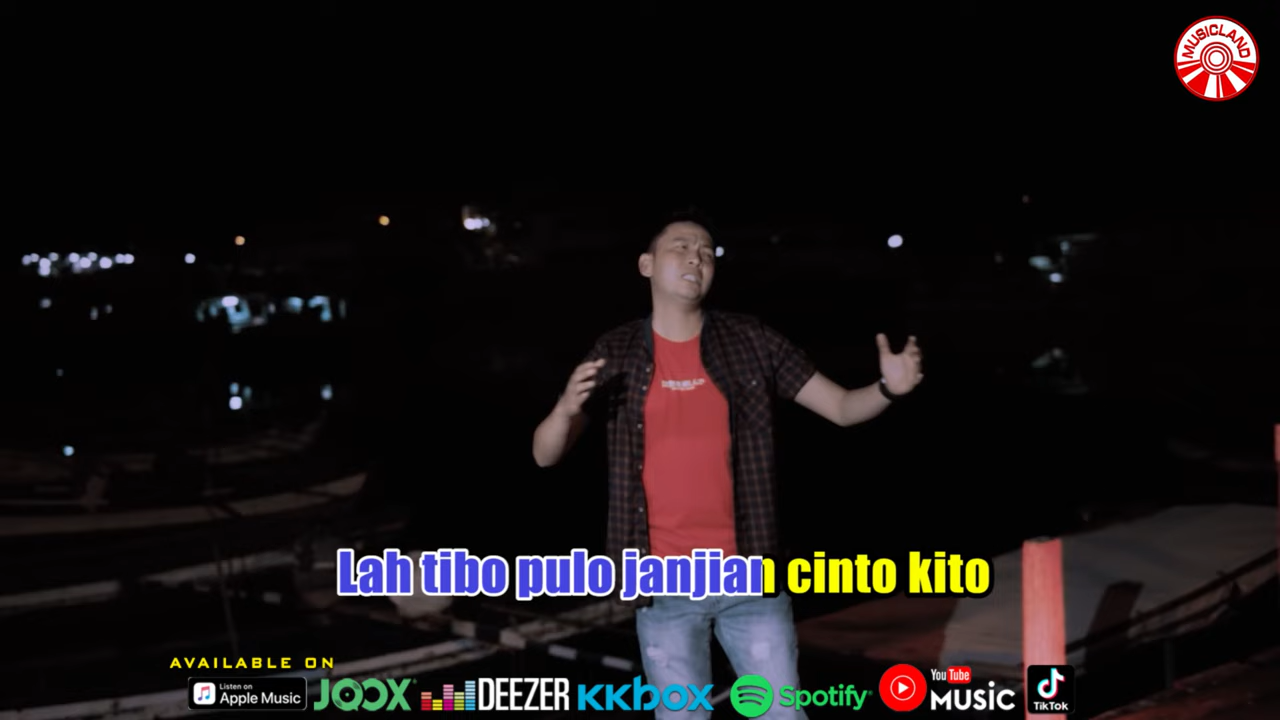 MUSICLAND
Lah tibo pulo janjian cinto kito
AVAILABLE ON
Listen on
Apple Music
JOOX
DEEZER
KKBOX
Spotify
YouTube
MUSIC
TikTok